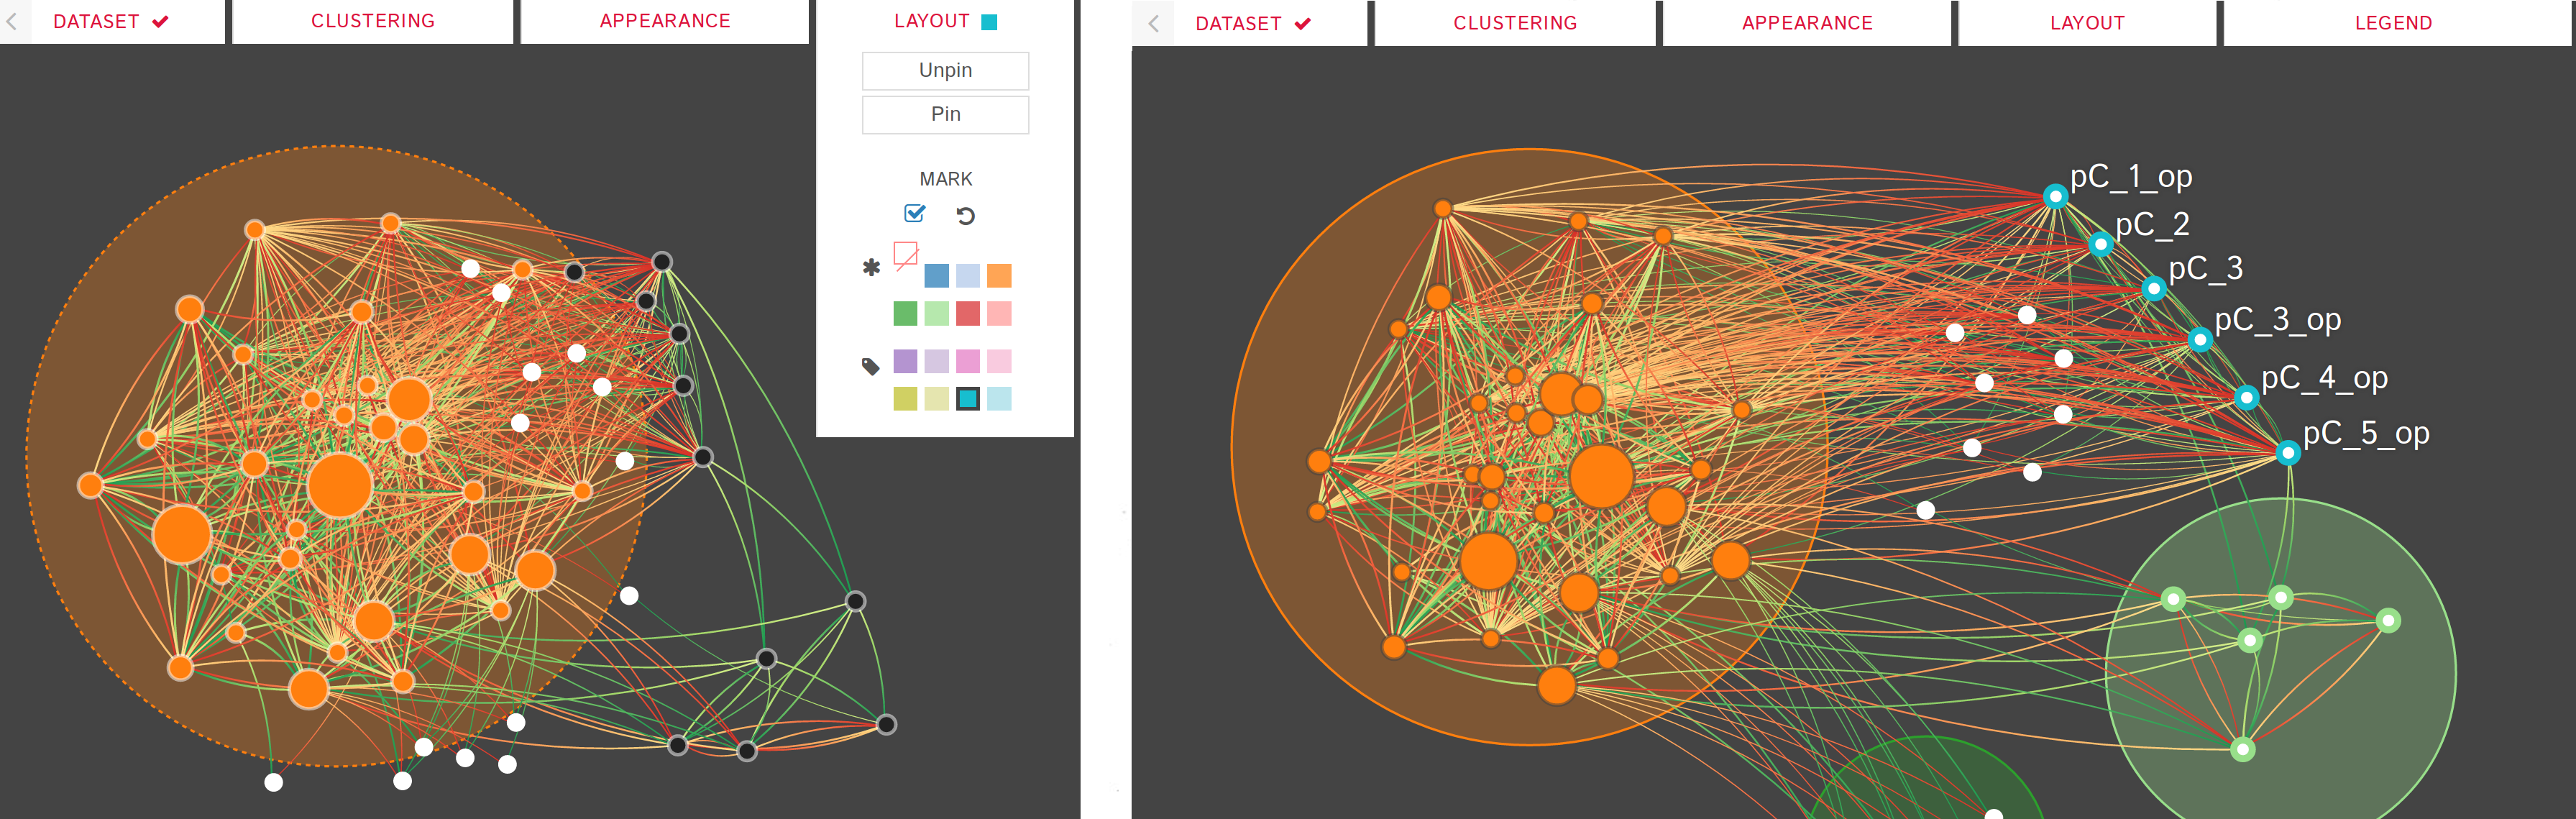 DATASET
CLUSTERING
APPEARANCE
LAYOUT
Unpin
Pin
MARK
DATASET
CLUSTERING
APPEARANCE
LAYOUT
LEGEND
pC_1_op
pC_2
pC_3
pC_3_op
pC_4_op
pC_5_op